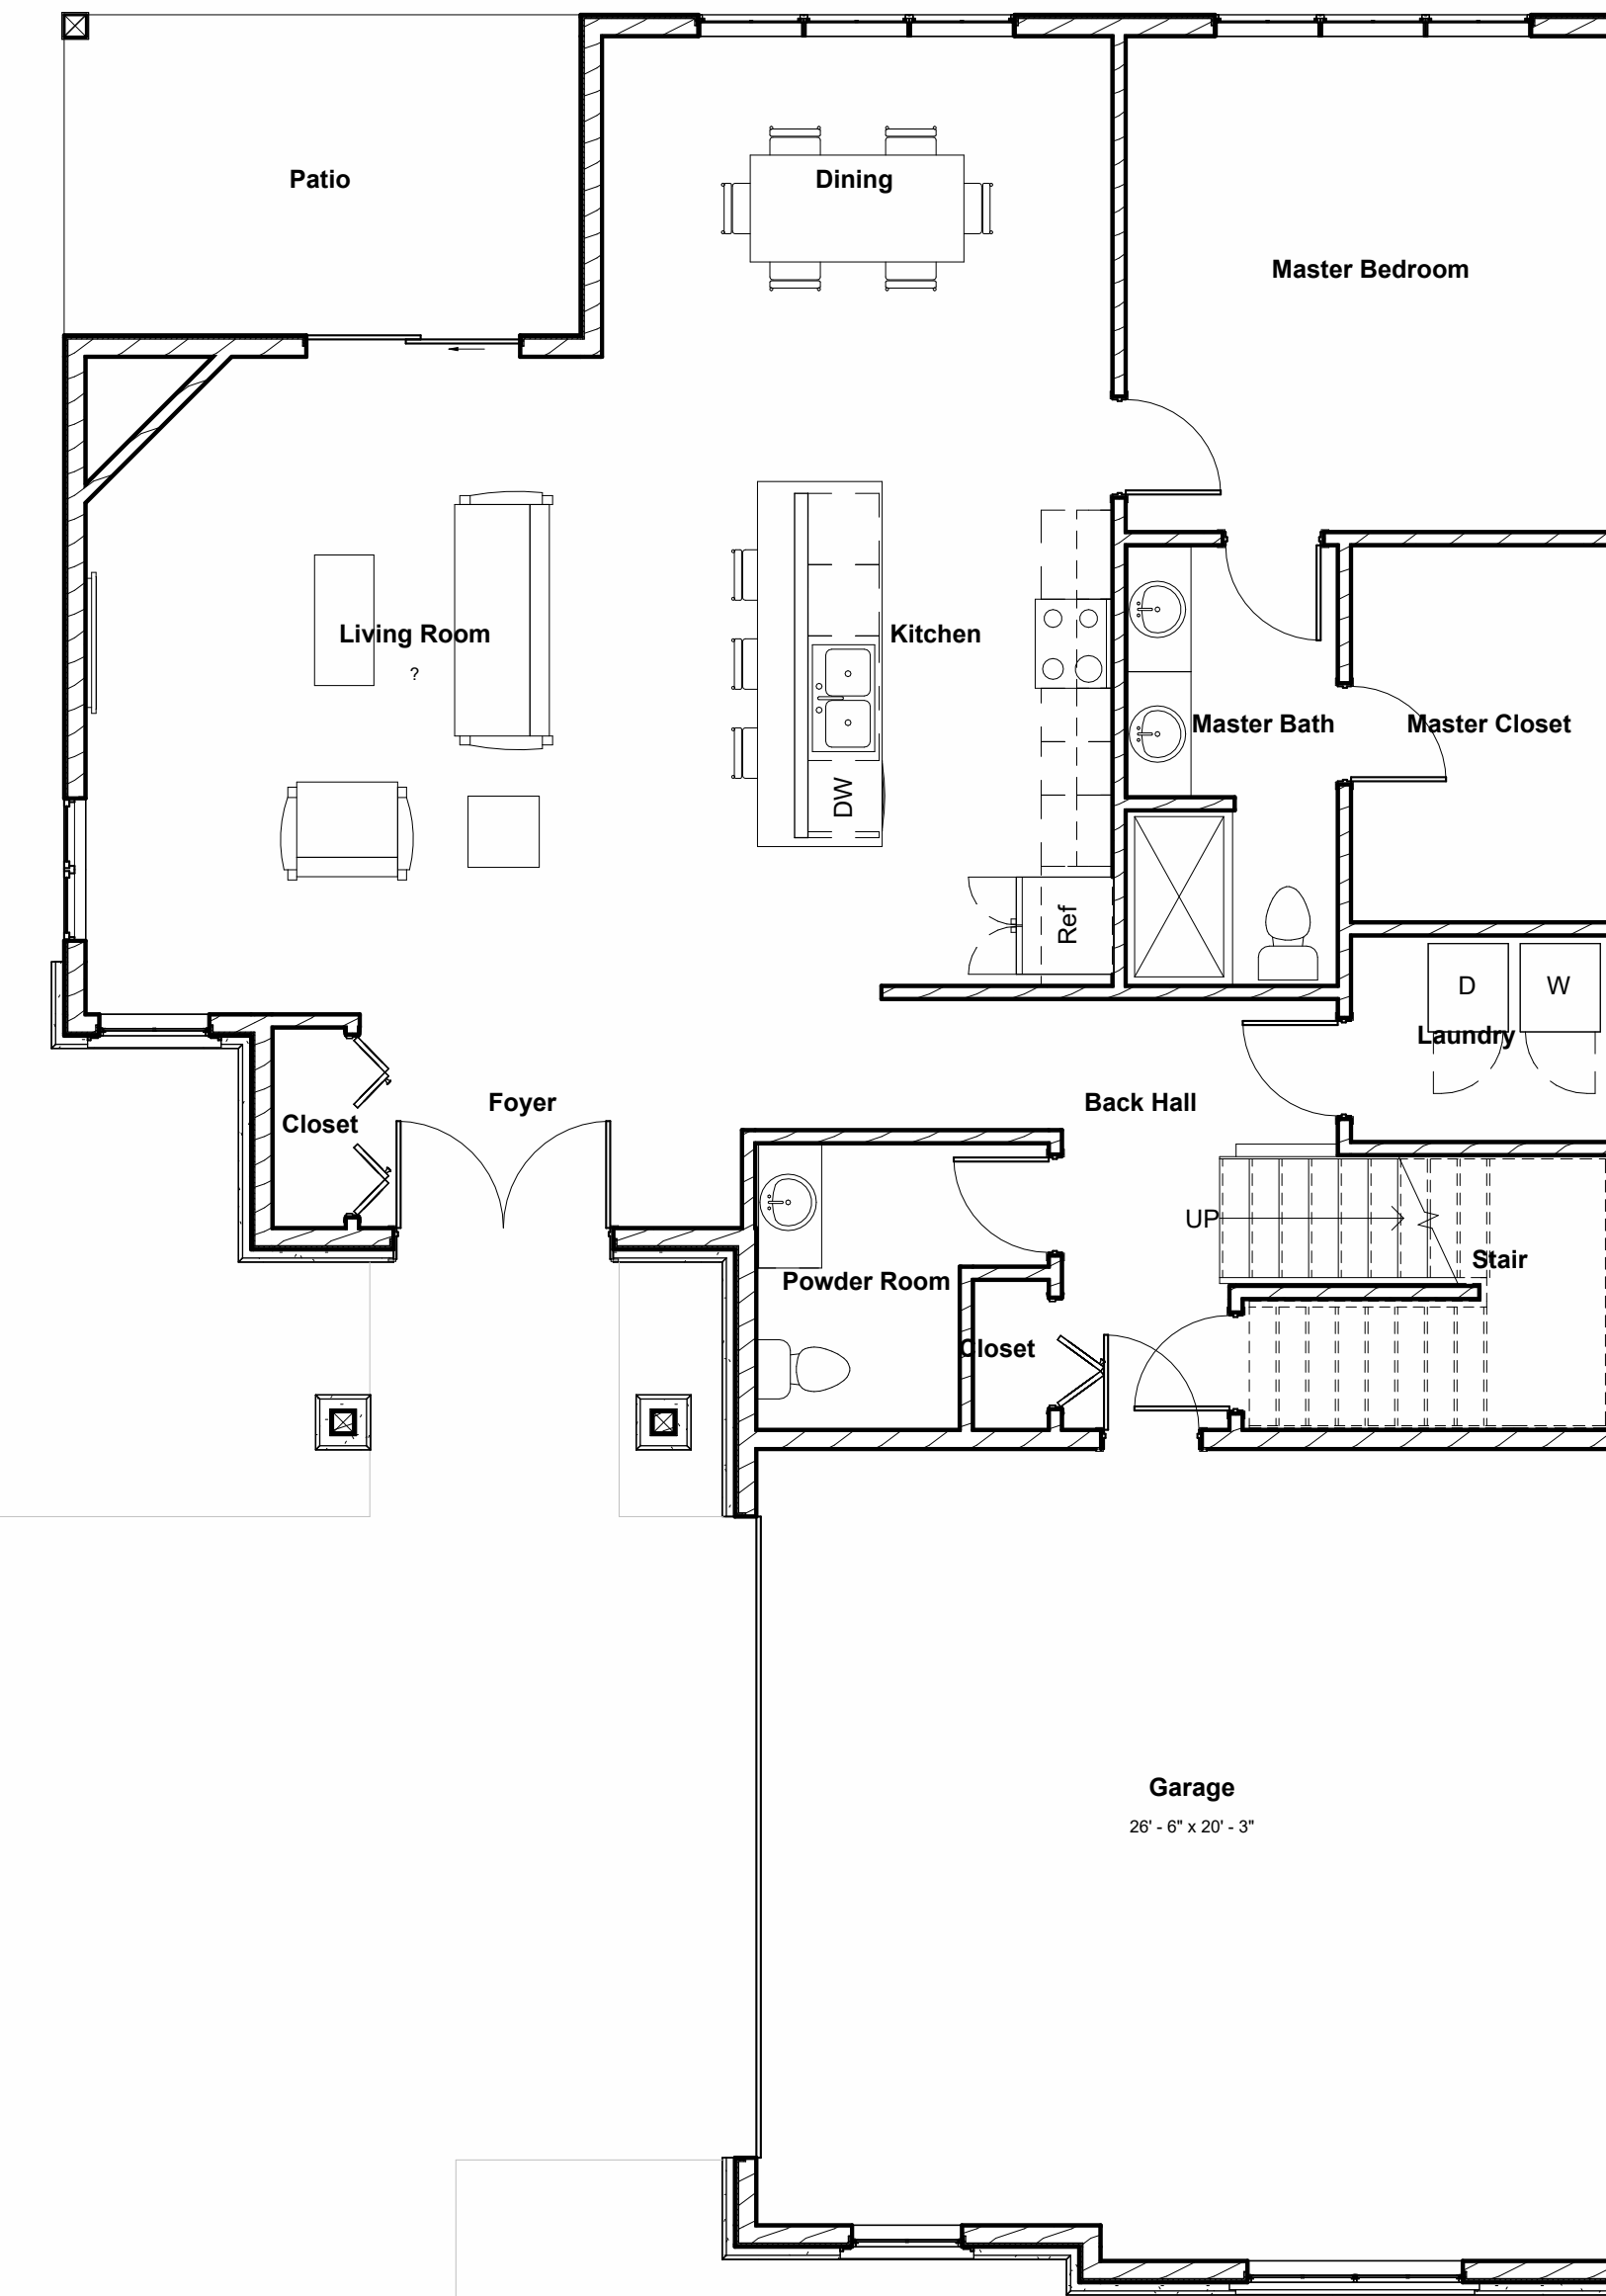 Patio
Dining
Master Bedroom
Living Room
?
Kitchen
Master Bath
Master Closet
DW
Ref
D
W
Laundry
Foyer
Back Hall
Closet
UP
Stair
Powder Room
Closet
Garage
26' - 6" x 20' - 3"